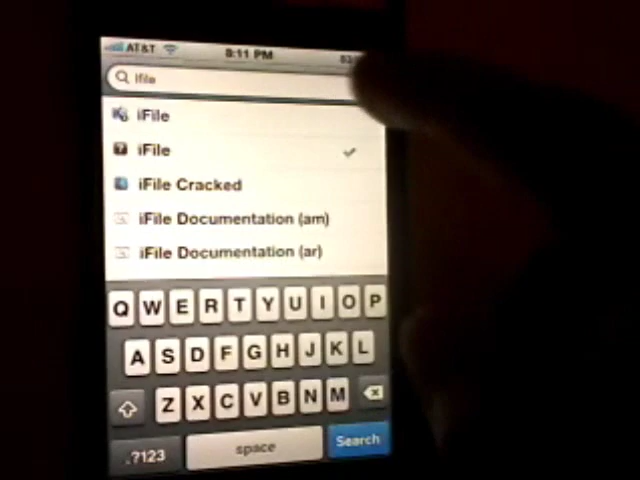 AT&T 8:11 PM
Ifile
iFile
iFile
iFile Cracked
iFile Documentation (am)
iFile Documentation (ar)
Q W E R T Y U I O P
A S D F G H J K L
Z X C V B N M
.?123 space Search